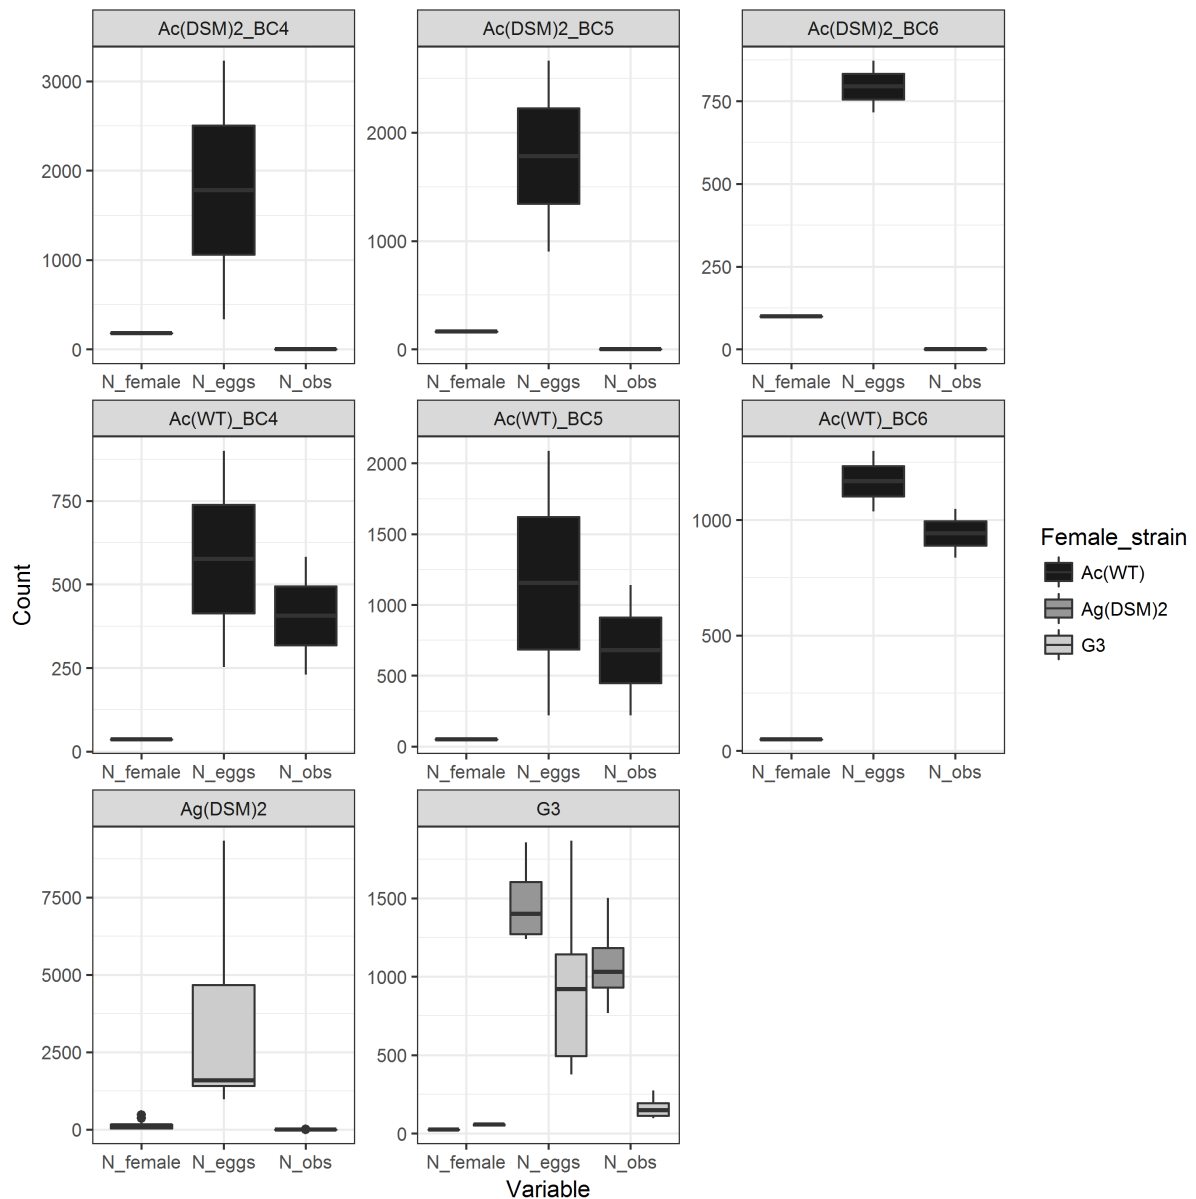 Ac(DSM)2_BC4
Ac(DSM)2_BC5
Ac(DSM)2_BC6
3000
2000
1000
0
2000
1000
0
750
500
250
0
N_female N_eggs N_obs
N_female N_eggs N_obs
N_female N_eggs N_obs
Ac(WT)_BC4
Ac(WT)_BC5
Ac(WT)_BC6
750
500
250
0
2000
1500
1000
500
0
1000
500
0
N_female N_eggs N_obs
N_female N_eggs N_obs
N_female N_eggs N_obs
Ag(DSM)2
G3
7500
5000
2500
0
1500
1000
500
0
N_female N_eggs N_obs
N_female N_eggs N_obs
Count
Variable
Female_strain
Ac(WT)
Ag(DSM)2
G3